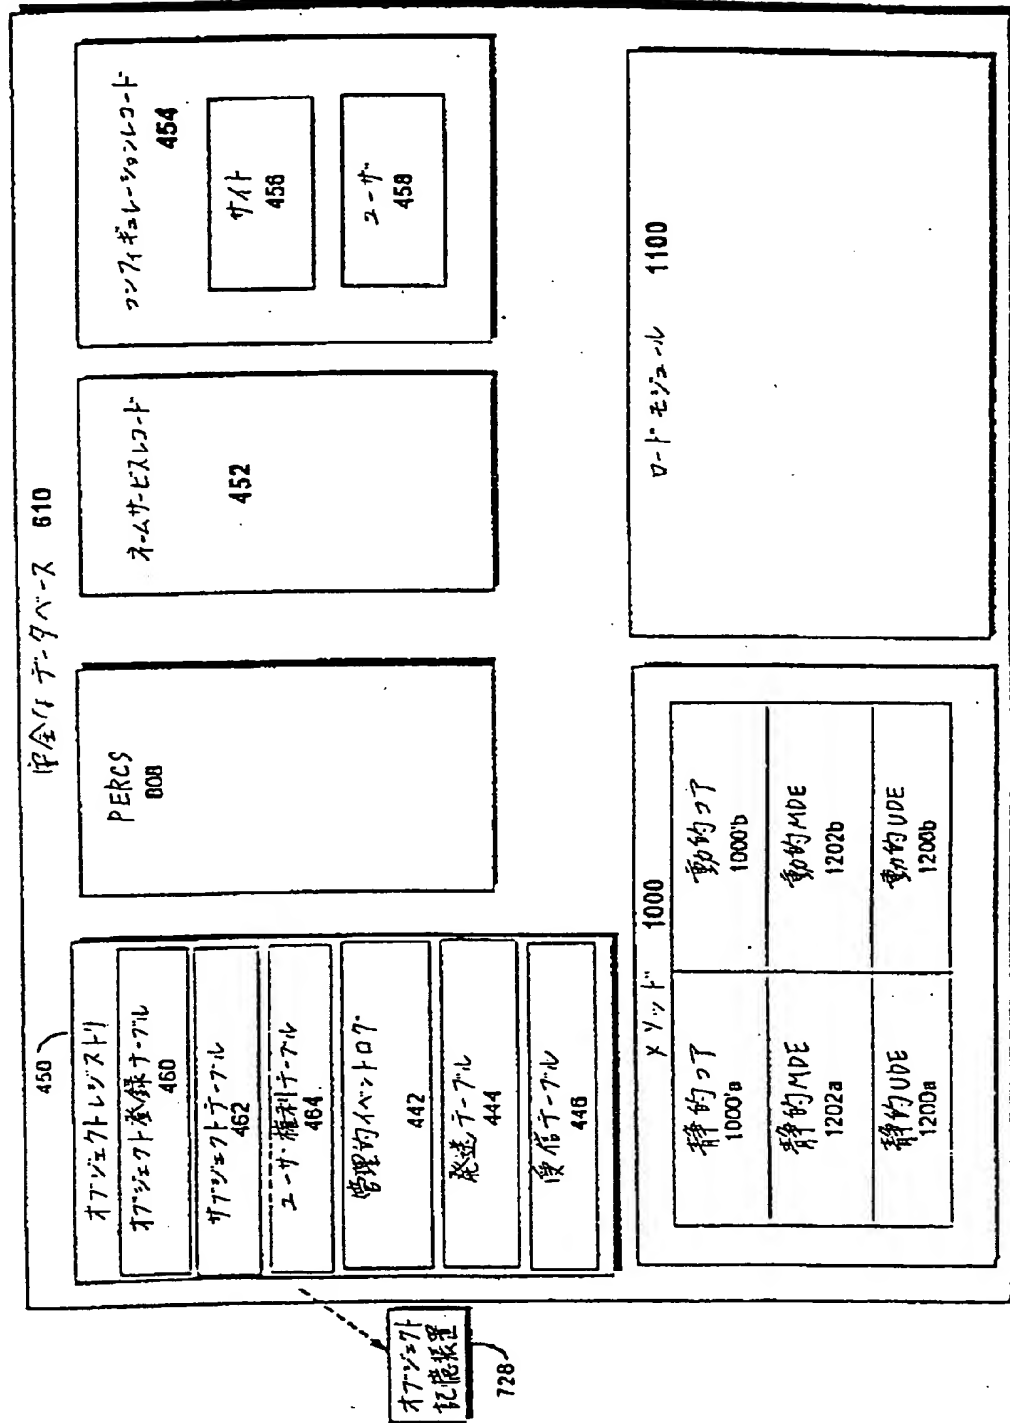 安全な データベース 610
450
オブジェクトレジストリ
オブジェクト登録テーブル
460
サブジェクトテーブル
462
ユーザ権利テーブル
464
管理的イベントログ
442
発送テーブル
444
受信テーブル
446
オブジェクト
記憶装置
728
PERCS
808
ネームサービスレコード
452
コンフィギュレーションレコード
454
サイト
456
ユーザ
458
メソッド 1000
静的コア
1000'a
動的コア
1000'b
静的MDE
1202a
動的MDE
1202b
静的UDE
1200a
動的UDE
1200b
ロードモジュール 1100